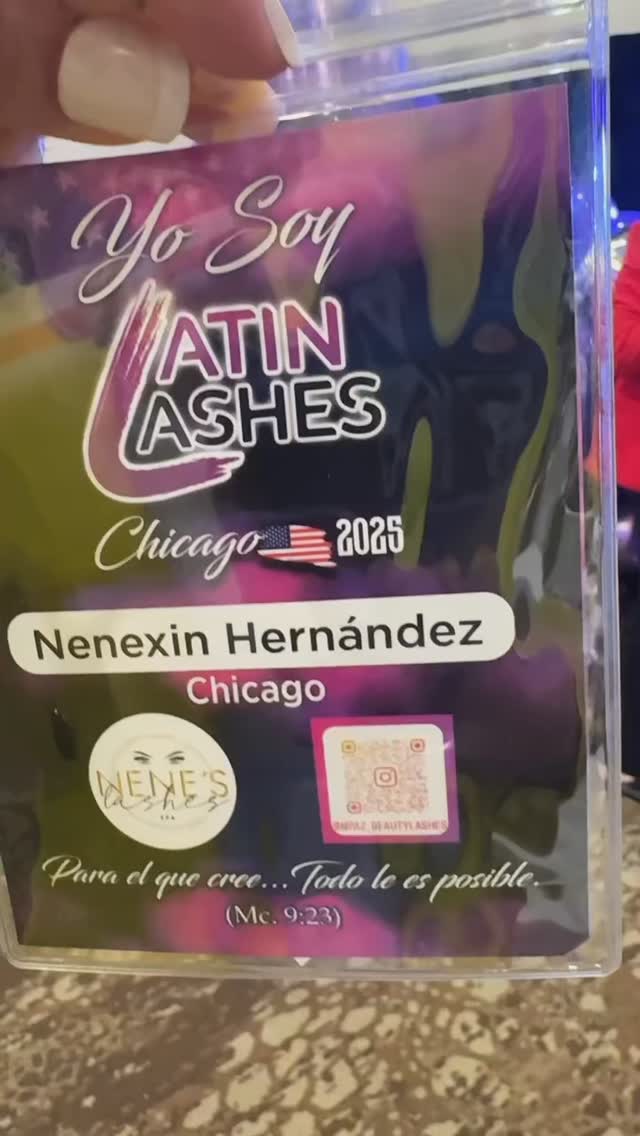 Yo Soy
LATIN
LASHES
Chicago 2025
Nenexin Hernández
Chicago
NENE'S
lashes
Para el que cree...Todo le es posible.
(Mc. 9:23)